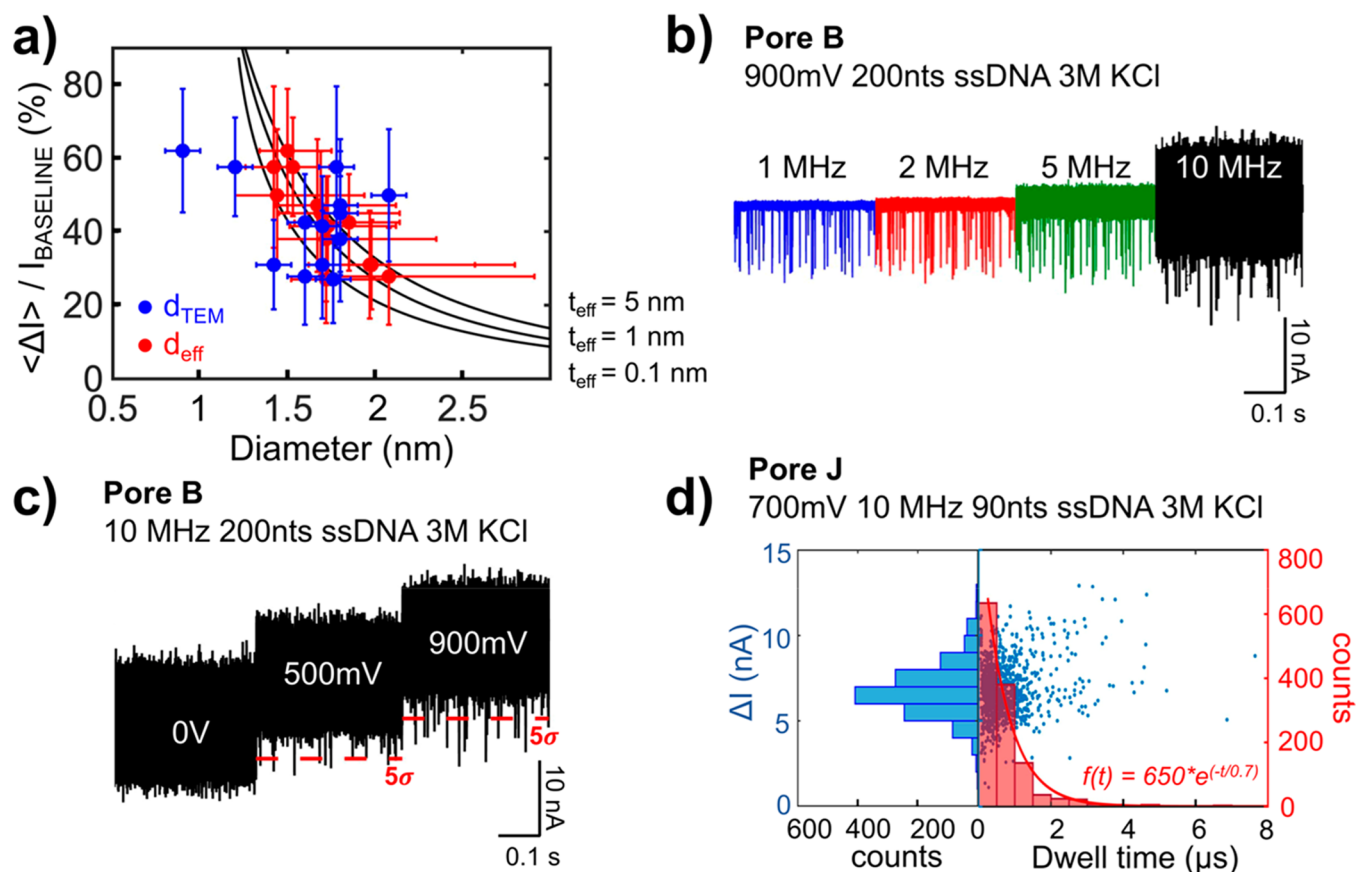 a)
<ΔI> / I_BASELINE (%)
80
60
40
20
0
d_TEM
d_eff
0.5 1 1.5 2 2.5
Diameter (nm)
t_eff = 5 nm
t_eff = 1 nm
t_eff = 0.1 nm
b)
Pore B
900mV 200nts ssDNA 3M KCl
1 MHz 2 MHz 5 MHz 10 MHz
10 nA
0.1 s
c)
Pore B
10 MHz 200nts ssDNA 3M KCl
0V
500mV
900mV
5σ
5σ
10 nA
0.1 s
d)
Pore J
700mV 10 MHz 90nts ssDNA 3M KCl
ΔI (nA)
15
10
5
0
800
600
400
200
0
counts
f(t) = 650*e^(-t/0.7)
600 400 200 0 2 4 6 8
counts
Dwell time (μs)